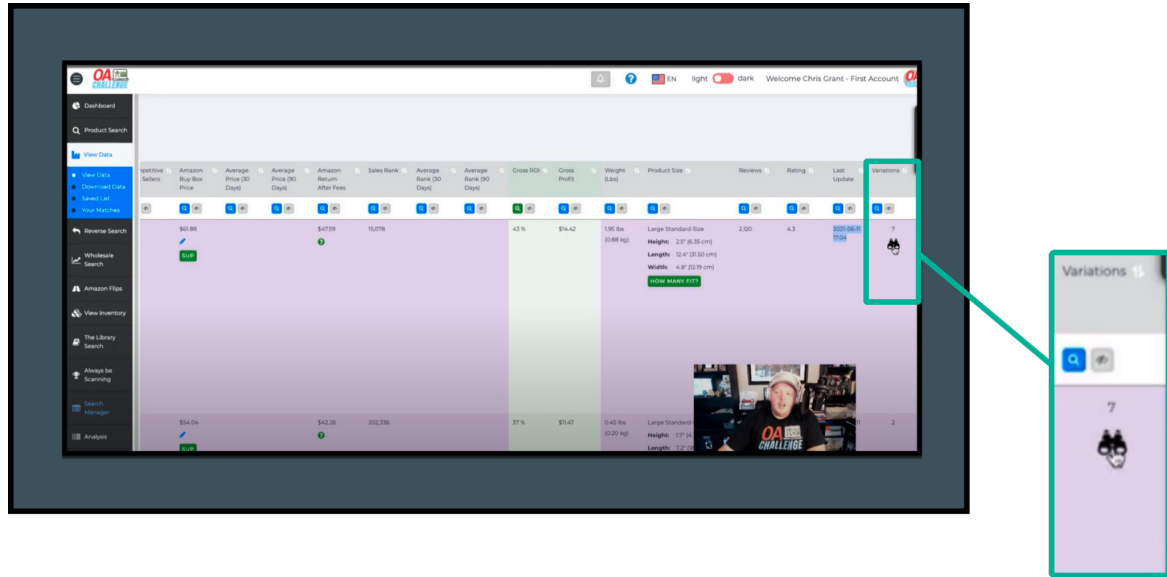 OA
CHALLENGE
EN light dark Welcome Chris Grant - First Account
Dashboard
Product Search
View Data
View Data
Download Data
Saved List
Your Matches
Reverse Search
Wholesale
Search
Amazon Flips
View Inventory
The Library
Search
Always be
Scanning
Search
Manager
Analysis
Sellers
Amazon
Buy Box
Price
Average
Price (30
Days)
Average
Price (90
Days)
Amazon
Return
After Fees
Sales Rank
Average
Rank (30
Days)
Average
Rank (90
Days)
Gross ROI
Gross
Profit
Weight
(Lbs)
Product Size
Reviews
Rating
Last
Update
Variations
$61.88
SUP
$47.59
15,078
43 %
$14.42
1.95 lbs
(0.88 kg)
Large Standard-Size
Height: 2.5" (6.35 cm)
Length: 12.4" (31.50 cm)
Width: 4.8" (12.19 cm)
HOW MANY FIT?
2,120
4.3
2021-06-11
17:04
7
$54.04
SUP
$42.26
202,336
37 %
$11.47
0.45 lbs
(0.20 kg)
Large Standard
Height:
Length:
2
OA
CHALLENGE
Variations
7